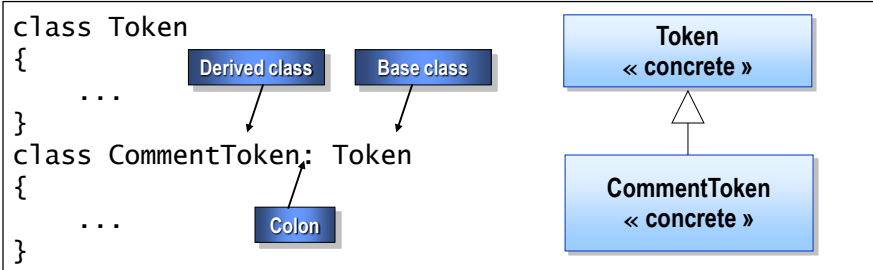 class Token
{
...
}
class CommentToken: Token
{
...
}
Derived class
Base class
Colon
Token
« concrete »
CommentToken
« concrete »